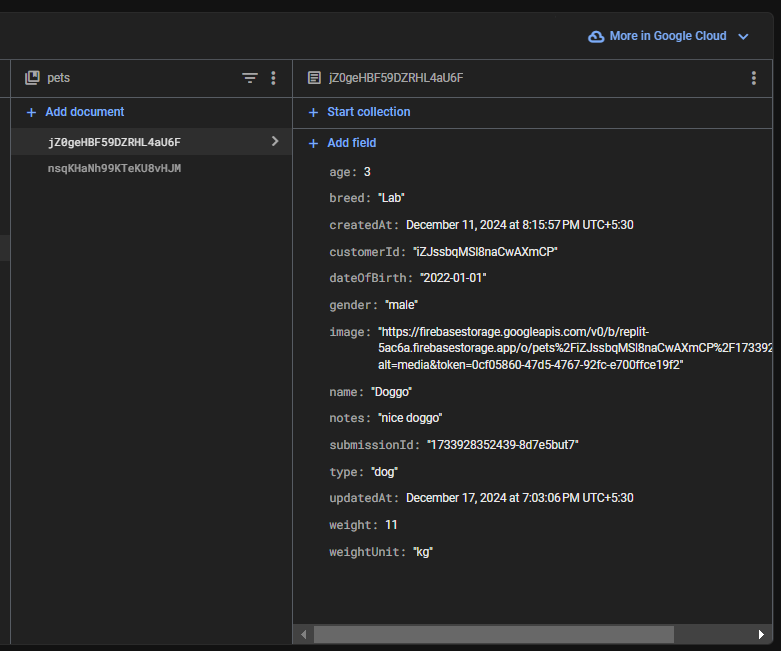 More in Google Cloud
pets
jZ0geHBF59DZRHL4aU6F
Add document
Start collection
jZ0geHBF59DZRHL4aU6F
nsqKHaNh99KTeKU8vHJM
Add field
age: 3
breed: "Lab"
createdAt: December 11, 2024 at 8:15:57 PM UTC+5:30
customerId: "iZJssbqMSl8naCwAXmCP"
dateOfBirth: "2022-01-01"
gender: "male"
image: "https://firebasestorage.googleapis.com/v0/b/replit-
5ac6a.firebasestorage.app/o/pets%2FiZJssbqMSl8naCwAXmCP%2F173392
alt=media&token=0cf05860-47d5-4767-92fc-e700ffce19f2"
name: "Doggo"
notes: "nice doggo"
submissionId: "1733928352439-8d7e5but7"
type: "dog"
updatedAt: December 17, 2024 at 7:03:06 PM UTC+5:30
weight: 11
weightUnit: "kg"